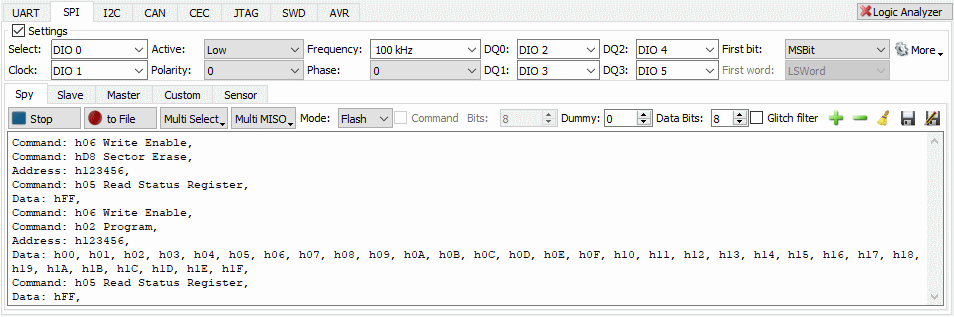 UART SPI I2C CAN CEC JTAG SWD AVR Logic Analyzer
Settings
Select: DIO 0 Active: Low Frequency: 100 kHz DQ0: DIO 2 DQ2: DIO 4 First bit: MSBit More
Clock: DIO 1 Polarity: 0 Phase: 0 DQ1: DIO 3 DQ3: DIO 5 First word: LSWord
Spy Slave Master Custom Sensor
Stop to File Multi Select Multi MISO Mode: Flash Command Bits: 8 Dummy: 0 Data Bits: 8 Glitch filter
Command: h06 Write Enable,
Command: hD8 Sector Erase,
Address: h123456,
Command: h05 Read Status Register,
Data: hFF,
Command: h06 Write Enable,
Command: h02 Program,
Address: h123456,
Data: h00, h01, h02, h03, h04, h05, h06, h07, h08, h09, h0A, h0B, h0C, h0D, h0E, h0F, h10, h11, h12, h13, h14, h15, h16, h17, h18,
h19, h1A, h1B, h1C, h1D, h1E, h1F,
Command: h05 Read Status Register,
Data: hFF,